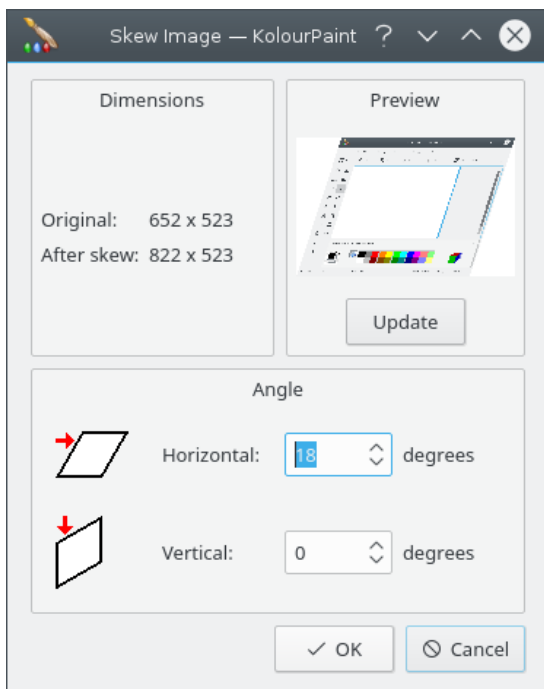 Skew Image — KolourPaint
Dimensions
Original: 652 x 523
After skew: 822 x 523
Preview
Update
Angle
Horizontal: 18 degrees
Vertical: 0 degrees
OK
Cancel